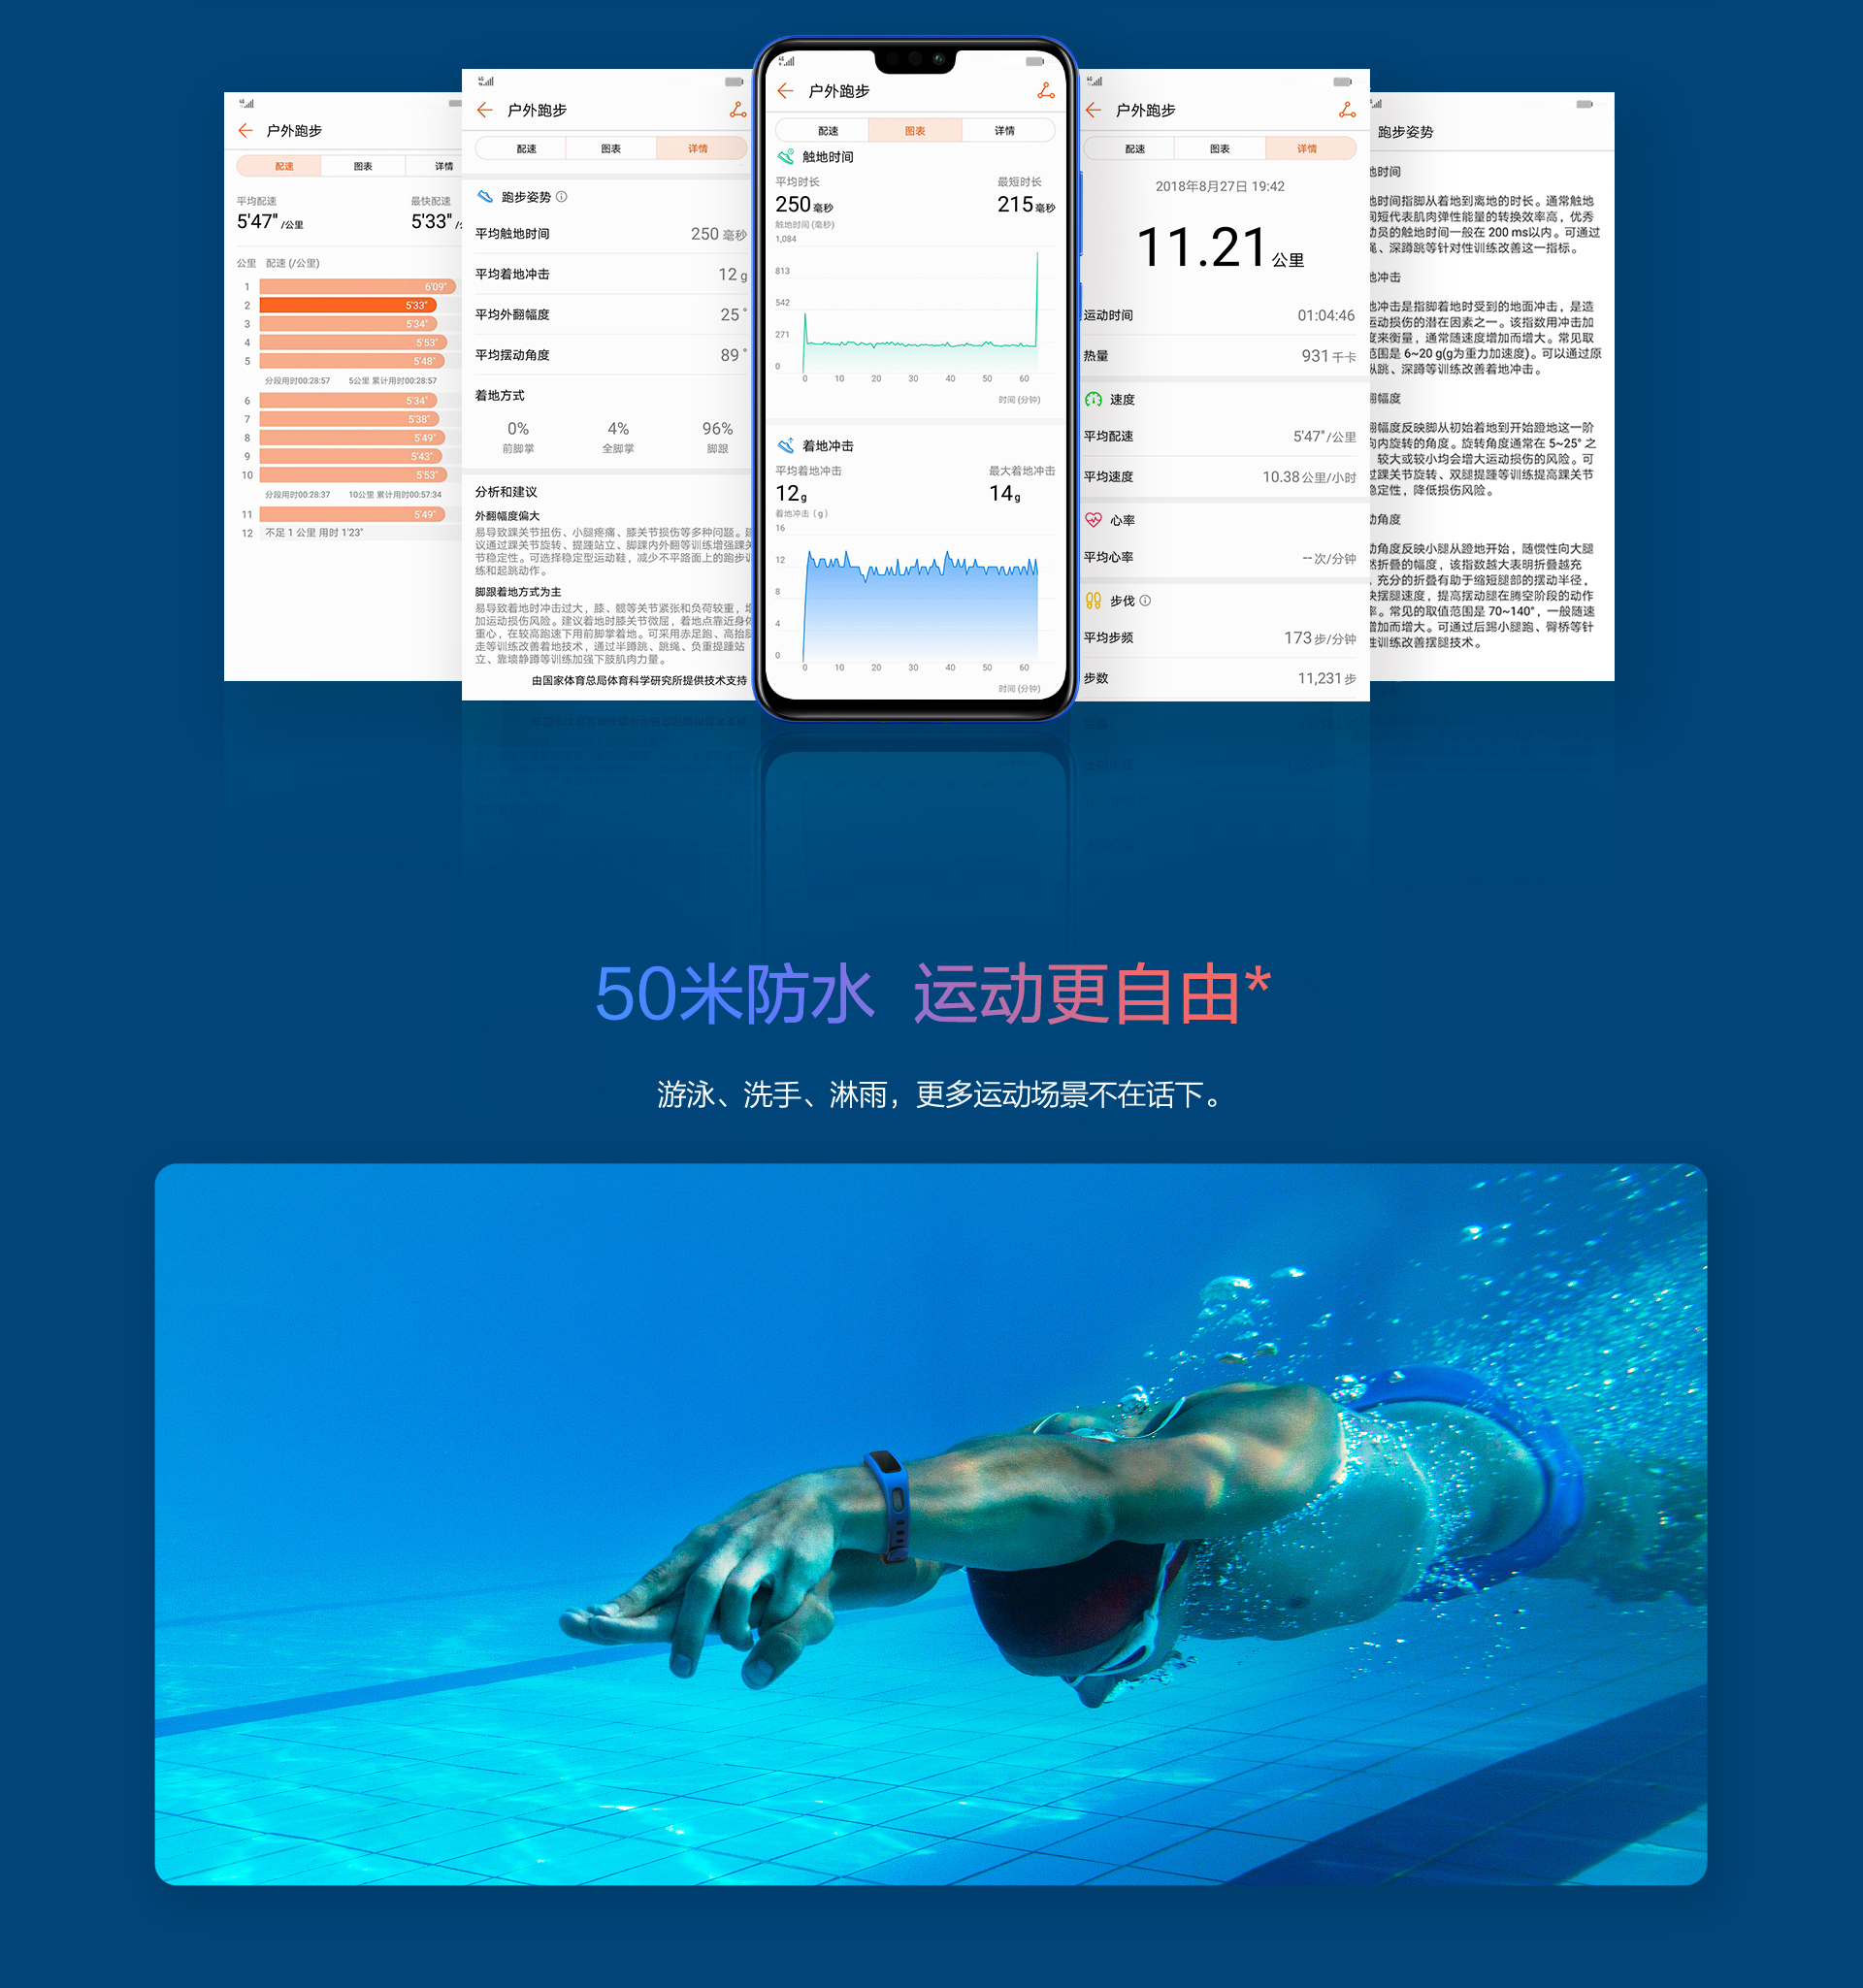 户外跑步
配速 图表 详情
平均配速 最快配速
5'47" /公里 5'33"
公里 配速 (/公里)
1 6'09"
2 5'33"
3 5'34"
4 5'53"
5 5'48"
分段用时00:28:57 5公里 累计用时00:28:57
6 5'34"
7 5'38"
8 5'49"
9 5'43"
10 5'53"
分段用时00:28:37 10公里 累计用时00:57:34
11 5'49"
12 不足 1 公里 用时 1'23"
户外跑步
配速 图表 详情
跑步姿势
平均触地时间 250 毫秒
平均着地冲击 12 g
平均外翻幅度 25 °
平均摆动角度 89 °
着地方式
0% 4% 96%
前脚掌 全脚掌 脚跟
分析和建议
外翻幅度偏大
易导致踝关节扭伤、小腿疼痛、膝关节损伤等多种问题。建
议通过踝关节旋转、提踵站立、脚踝内外翻等训练增强踝关
节稳定性。可选择稳定型运动鞋，减少不平路面上的跑步训
练和起跳动作。
脚跟着地方式为主
易导致着地时冲击过大，膝、髋等关节紧张和负荷较重，增
加运动损伤风险。建议着地时膝关节微屈，着地点靠近身体
重心，在较高跑速下用前脚掌着地。可采用赤足跑、高抬腿
走等训练改善着地技术，通过半蹲跳、跳绳、负重提踵站
立、靠墙静蹲等训练加强下肢肌肉力量。
由国家体育总局体育科学研究所提供技术支持
户外跑步
配速 图表 详情
触地时间
平均时长 最短时长
250 毫秒 215 毫秒
触地时间 (毫秒)
1,084
813
542
271
0
0 10 20 30 40 50 60
时间 (分钟)
着地冲击
平均着地冲击 最大着地冲击
12 g 14 g
着地冲击 ( g )
16
12
8
4
0
0 10 20 30 40 50 60
时间 (分钟)
户外跑步
配速 图表 详情
2018年8月27日 19:42
11.21 公里
运动时间 01:04:46
热量 931 千卡
速度
平均配速 5'47"/公里
平均速度 10.38 公里/小时
心率
平均心率 -- 次/分钟
步伐
平均步频 173 步/分钟
步数 11,231 步
跑步姿势
地时间
地时间指脚从着地到离地的时长。通常触地
间短代表肌肉弹性能量的转换效率高，优秀
动员的触地时间一般在 200 ms以内。可通过
绳、深蹲跳等针对性训练改善这一指标。
地冲击
地冲击是指脚着地时受到的地面冲击，是造
运动损伤的潜在因素之一。该指数用冲击加
度来衡量，通常随速度增加而增大。常见取
范围是 6~20 g(g为重力加速度)。可以通过原
纵跳、深蹲等训练改善着地冲击。
翻幅度
翻幅度反映脚从初始着地到开始蹬地这一阶
向内旋转的角度。旋转角度通常在 5~25° 之
，较大或较小均会增大运动损伤的风险。可
过踝关节旋转、双腿提踵等训练提高踝关节
稳定性，降低损伤风险。
动角度
动角度反映小腿从蹬地开始，随惯性向大腿
然折叠的幅度，该指数越大表明折叠越充
，充分的折叠有助于缩短腿部的摆动半径，
快摆腿速度，提高摆动腿在腾空阶段的动作
率。常见的取值范围是 70~140°，一般随速
增加而增大。可通过后踢小腿跑、臀桥等针
性训练改善摆腿技术。
50米防水 运动更自由*
游泳、洗手、淋雨，更多运动场景不在话下。